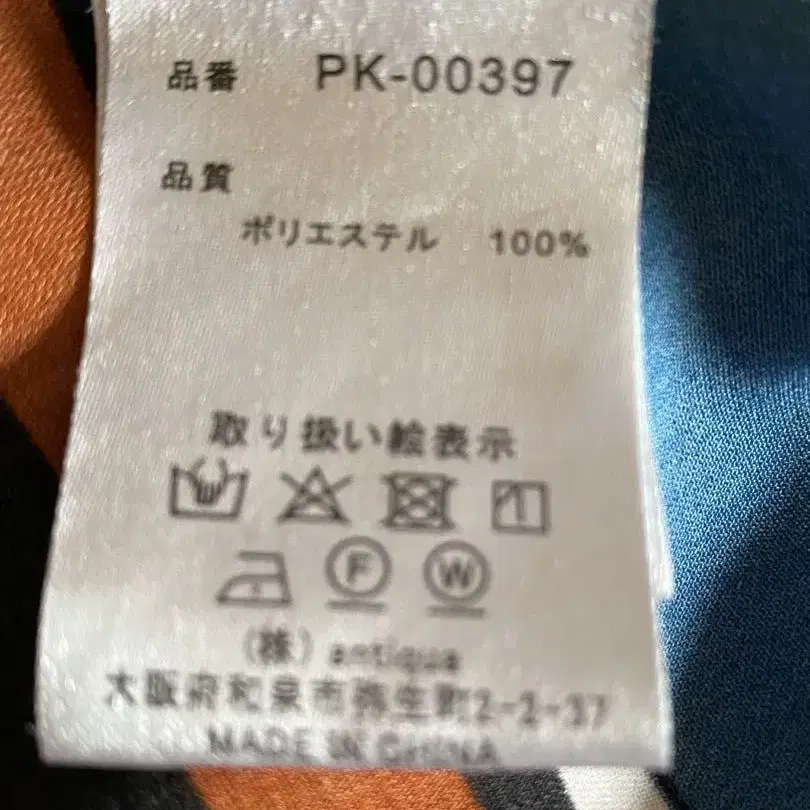 品番 PK-00397
品質
ポリエステル 100%
取り扱い絵表示
F W
(株) antiqua
大阪府和泉市弥生町2-2-37
MADE IN CHINA